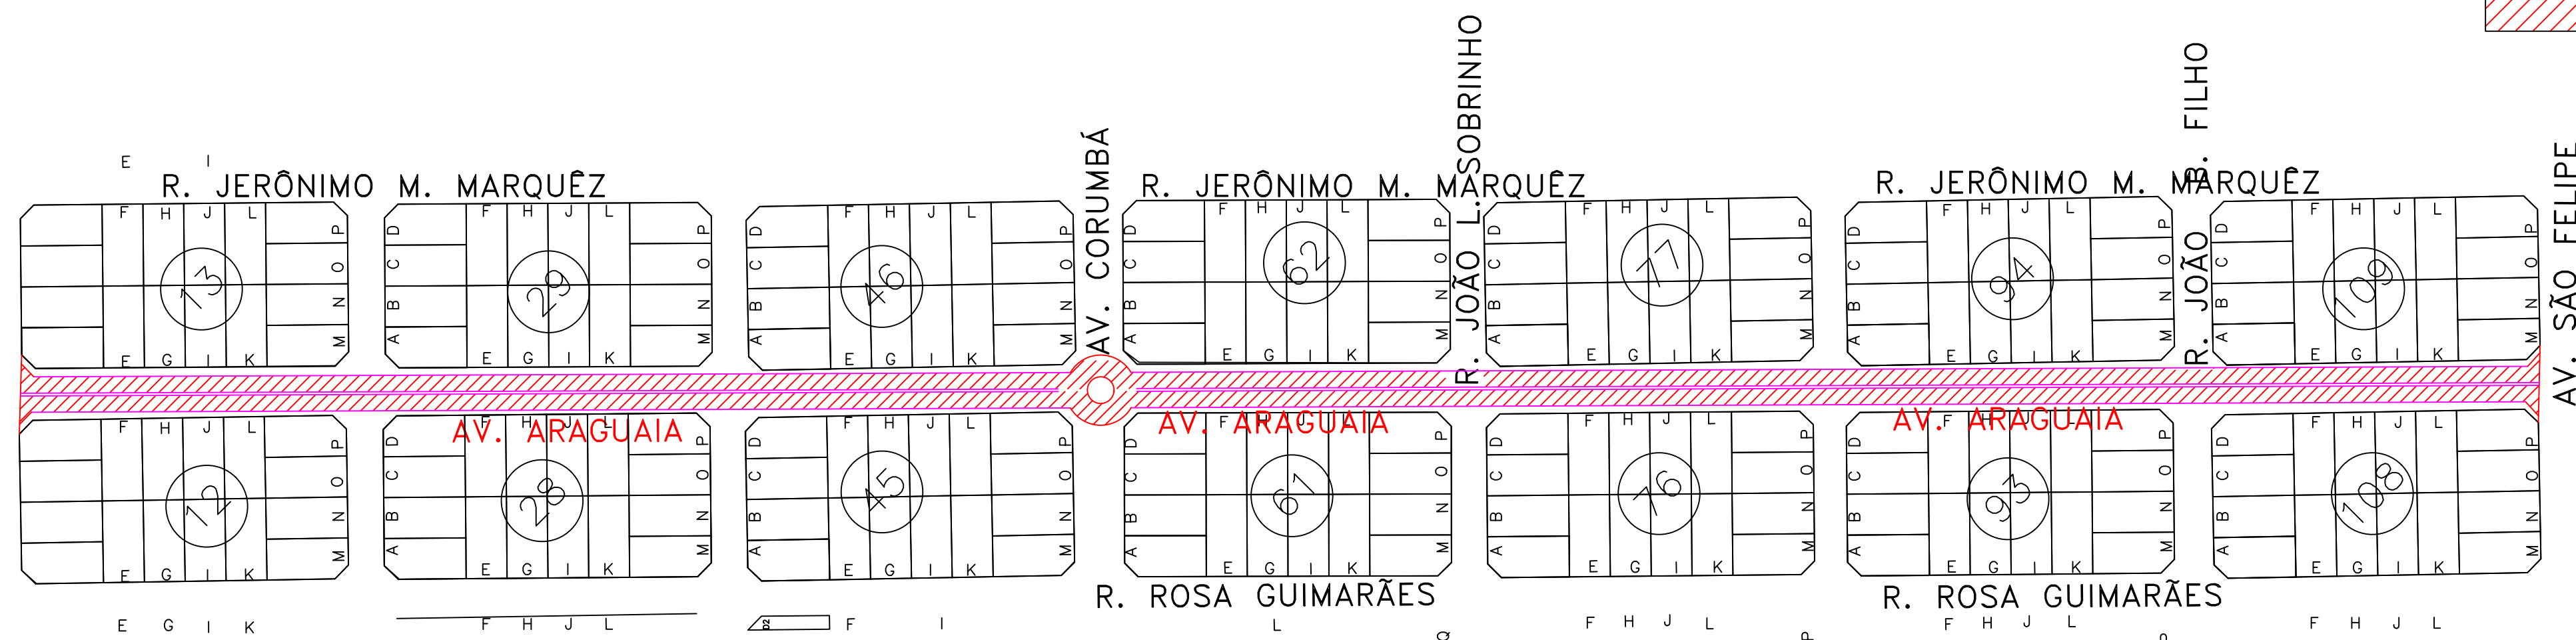 R. JOÃO L. SOBRINHO
R. JOÃO B. FILHO
AV. CORUMBÁ
AV. SÃO FELIPE
E I
R. JERÔNIMO M. MARQUÊZ
R. JERÔNIMO M. MARQUÊZ
R. JERÔNIMO M. MARQUÊZ
F H J L
P O N M
13
E G I K
D C B A
F H J L
P O N M
29
E G I K
D C B A
F H J L
P O N M
46
E G I K
D C B A
F H J L
P O N M
62
E G I K
D C B A
F H J L
P O N M
77
E G I K
D C B A
F H J L
P O N M
94
E G I K
D C B A
F H J L
P O N M
109
E G I K
AV. ARAGUAIA
AV. ARAGUAIA
AV. ARAGUAIA
F H J L
P O N M
12
E G I K
D C B A
F H J L
P O N M
28
E G I K
D C B A
F H J L
P O N M
45
E G I K
D C B A
F H J L
P O N M
61
E G I K
D C B A
F H J L
P O N M
76
E G I K
D C B A
F H J L
P O N M
93
E G I K
D C B A
F H J L
P O N M
108
E G I K
R. ROSA GUIMARÃES
R. ROSA GUIMARÃES
E G I K
F H J L
D2
F I
L
Q
F H J L
P
F H J L
F H J L